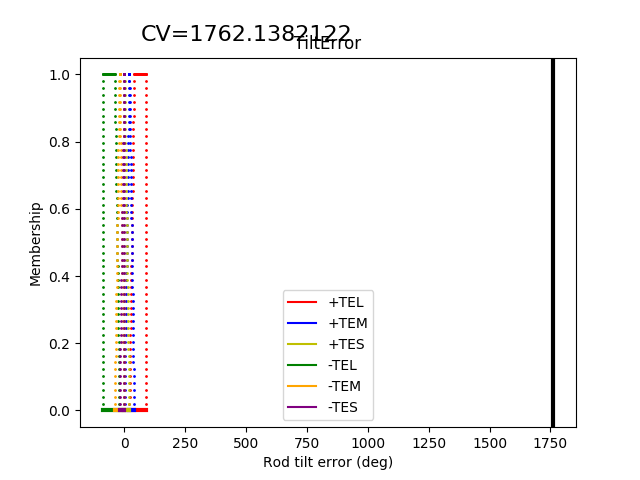 CV=1762.1382122
TiltError
1.0
0.8
0.6
0.4
0.2
0.0
Membership
+TEL
+TEM
+TES
-TEL
-TEM
-TES
0 250 500 750 1000 1250 1500 1750
Rod tilt error (deg)